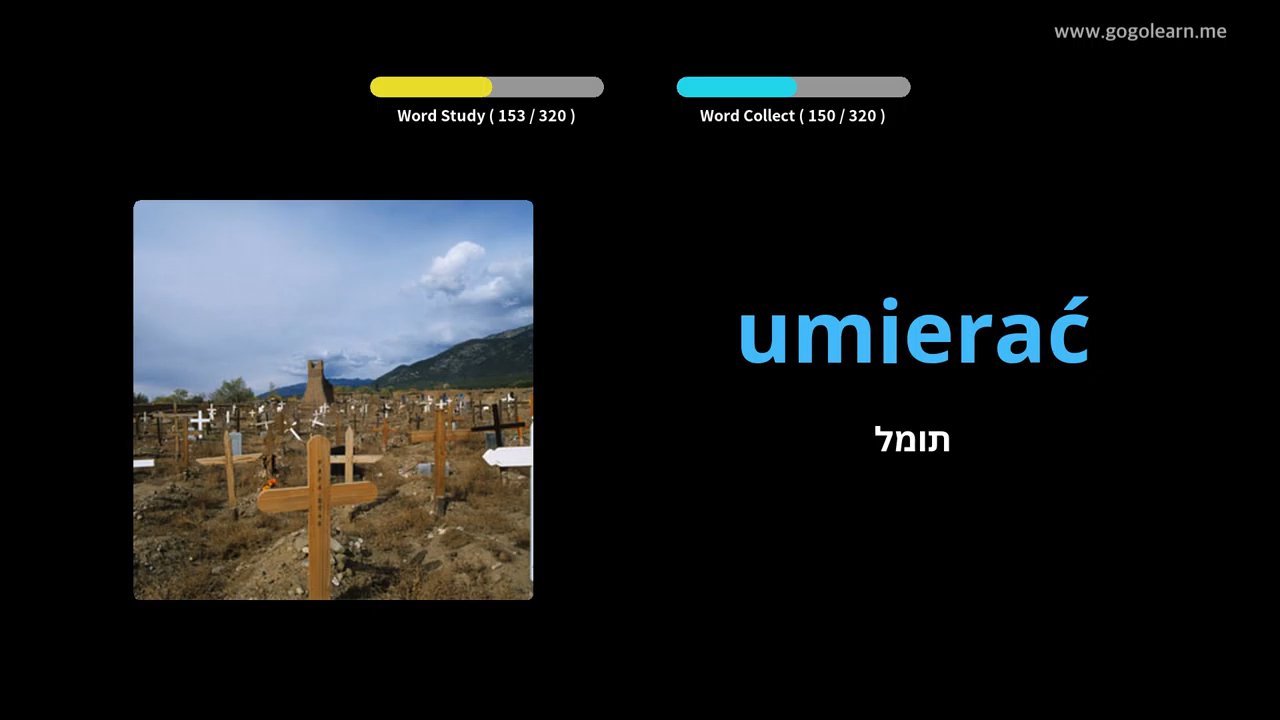 www.gogolearn.me
Word Study ( 153 / 320 )
Word Collect ( 150 / 320 )
umierać
תומל